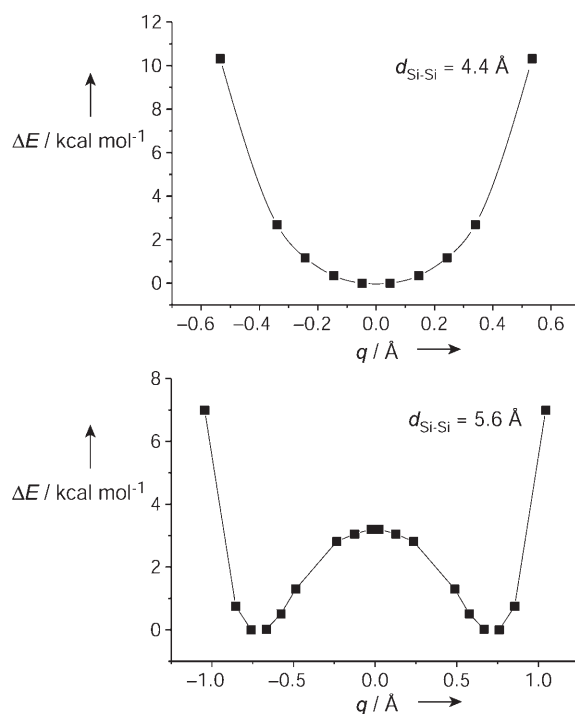 12
10
8
6
4
2
0
d Si-Si = 4.4 Å
ΔE / kcal mol-1
−0.6 −0.4 −0.2 0.0 0.2 0.4 0.6
q / Å
8
6
4
2
0
d Si-Si = 5.6 Å
ΔE / kcal mol-1
−1.0 −0.5 0.0 0.5 1.0
q / Å